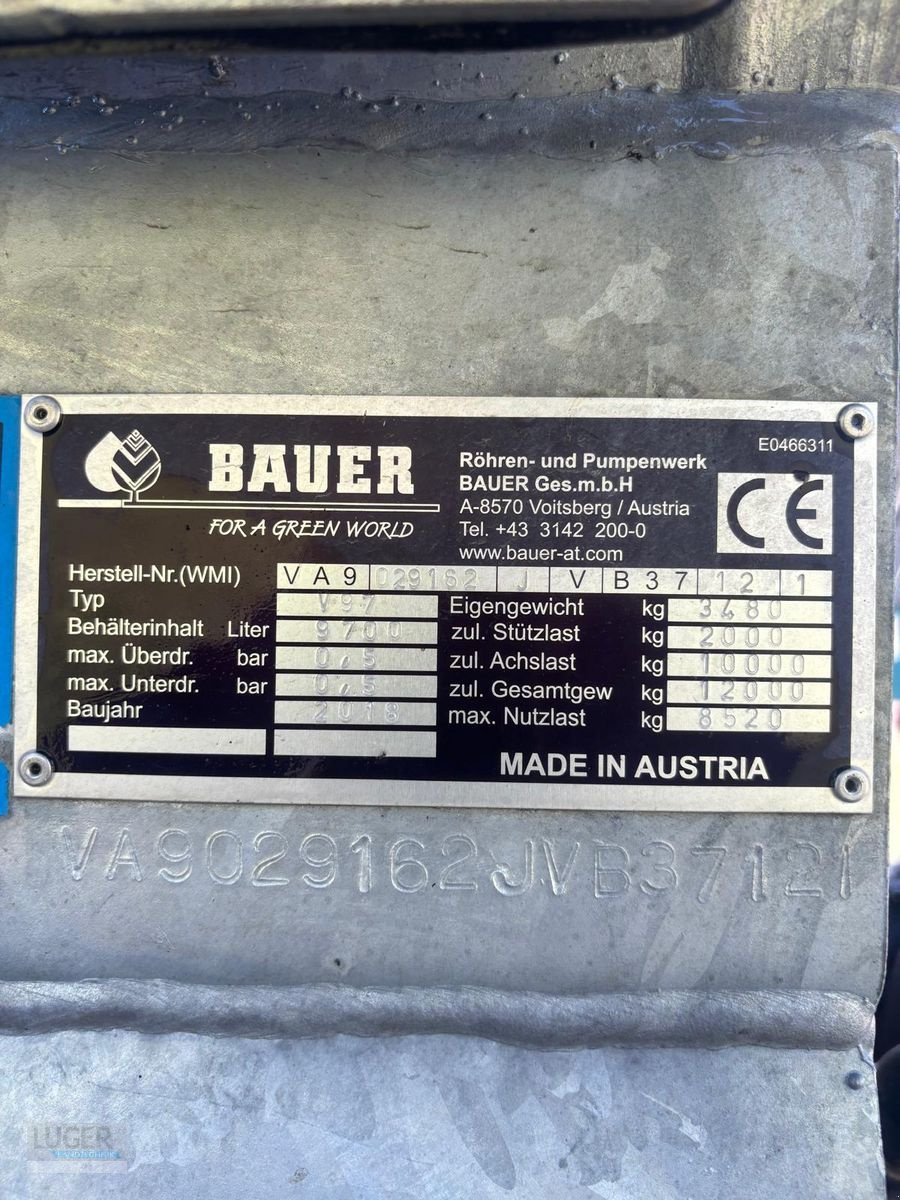 BAUER
FOR A GREEN WORLD
Röhren- und Pumpenwerk
BAUER Ges.m.b.H
A-8570 Voitsberg / Austria
Tel. +43 3142 200-0
www.bauer-at.com
E0466311
CE
Herstell-Nr.(WMI) VA9 029162 J V B37 12 1
Typ V97
Behälterinhalt Liter 9700
max. Überdr. bar 0,5
max. Unterdr. bar 0,5
Baujahr 2018
Eigengewicht kg 3480
zul. Stützlast kg 2000
zul. Achslast kg 10000
zul. Gesamtgew kg 12000
max. Nutzlast kg 8520
MADE IN AUSTRIA
VA9029162JVB37121
LUGER
LANDTECHNIK